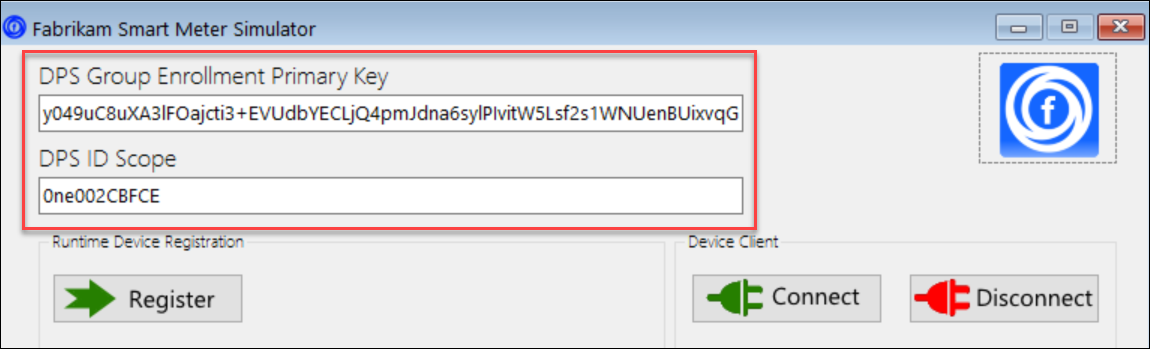 Fabrikam Smart Meter Simulator
DPS Group Enrollment Primary Key
y049uC8uXA3lFOajcti3+EVUdbYECLjQ4pmJdna6sylPIvitW5Lsf2s1WNUenBUixvqG
DPS ID Scope
0ne002CBFCE
Runtime Device Registration
Device Client
Register
Connect
Disconnect